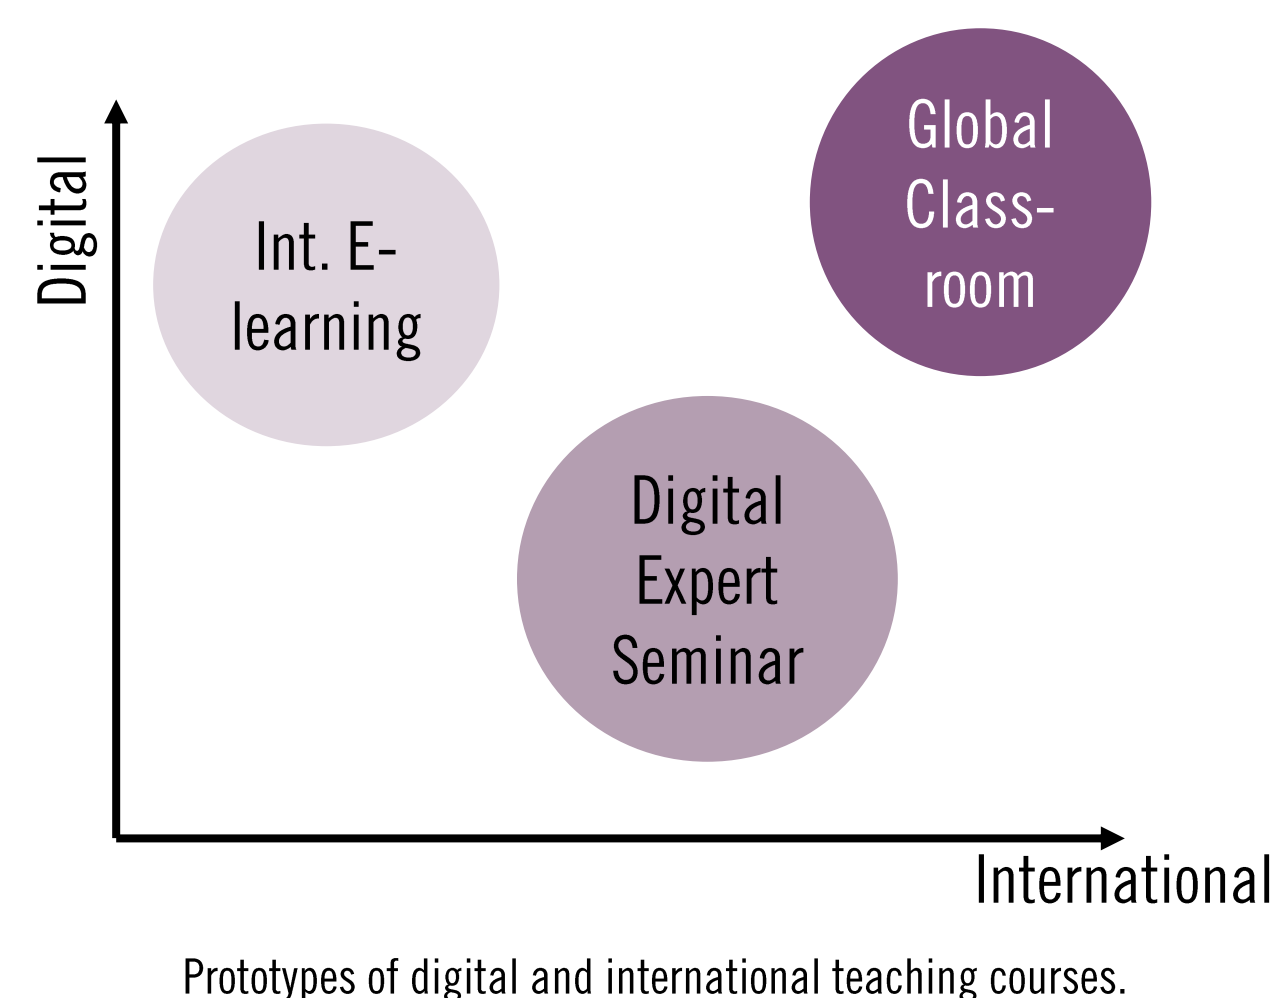 Digital
Int. E-
learning
Global
Class-
room
Digital
Expert
Seminar
International
Prototypes of digital and international teaching courses.